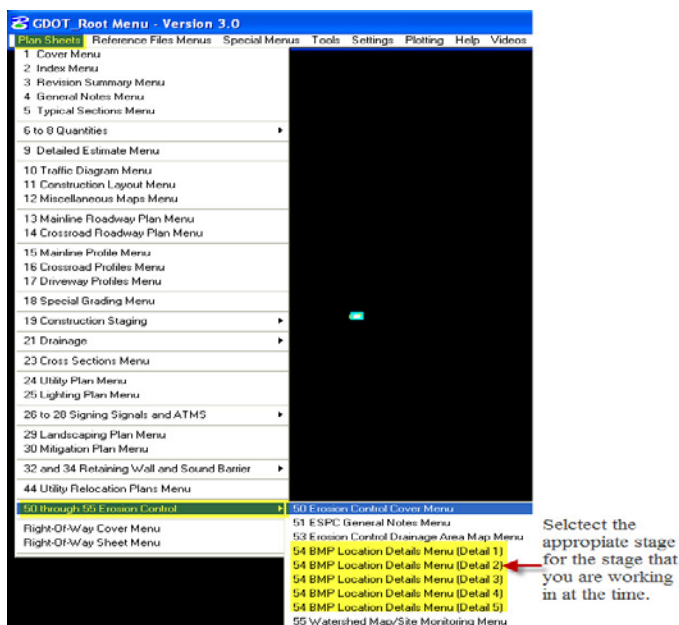 GDOT_Root Menu - Version 3.0
Plan Sheets Reference Files Menus Special Menus Tools Settings Plotting Help Videos
1 Cover Menu
2 Index Menu
3 Revision Summary Menu
4 General Notes Menu
5 Typical Sections Menu
6 to 8 Quantities
9 Detailed Estimate Menu
10 Traffic Diagram Menu
11 Construction Layout Menu
12 Miscellaneous Maps Menu
13 Mainline Roadway Plan Menu
14 Crossroad Roadway Plan Menu
15 Mainline Profile Menu
16 Crossroad Profiles Menu
17 Driveway Profiles Menu
18 Special Grading Menu
19 Construction Staging
21 Drainage
23 Cross Sections Menu
24 Utility Plan Menu
25 Lighting Plan Menu
26 to 28 Signing Signals and ATMS
29 Landscaping Plan Menu
30 Mitigation Plan Menu
32 and 34 Retaining Wall and Sound Barrier
44 Utility Relocation Plans Menu
50 through 55 Erosion Control
Right-Of-Way Cover Menu
Right-Of-Way Sheet Menu
50 Erosion Control Cover Menu
51 ESPC General Notes Menu
53 Erosion Control Drainage Area Map Menu
54 BMP Location Details Menu (Detail 1)
54 BMP Location Details Menu (Detail 2)
54 BMP Location Details Menu (Detail 3)
54 BMP Location Details Menu (Detail 4)
54 BMP Location Details Menu (Detail 5)
55 Watershed Map/Site Monitoring Menu
Selctect the
appropiate stage
for the stage that
you are working
in at the time.